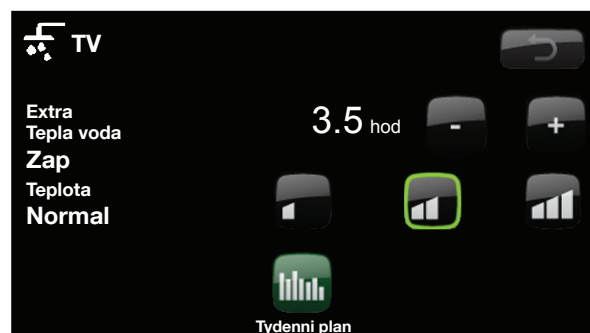 TV
Extra
Tepla voda
3.5 hod
-
+
Zap
Teplota
Normal
Tydenni plan